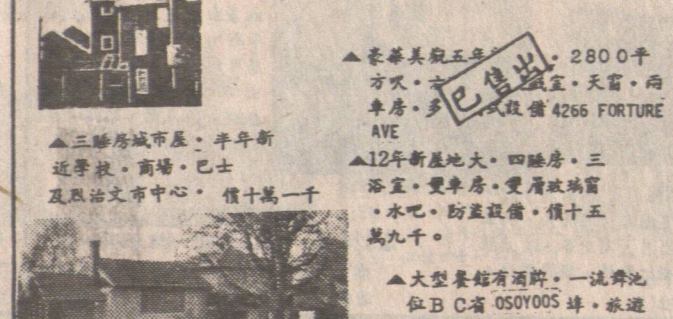 ▲三睡房城市屋・半年新
近學校・商場・巴士
及烈治文市中心・ 價十萬一千
▲豪華美觀五年・2800平
方呎・室・天窗・兩
車房・多式設備 4266 FORTURE
AVE
已售出
▲12年新屋地大・四睡房・三
浴室・雙車房・雙層玻璃窗
・水吧・防盜設備・價十五
萬九千。
▲大型餐館有酒牌・一流舞池
位BC省 OSOYOOS 埠・旅遊